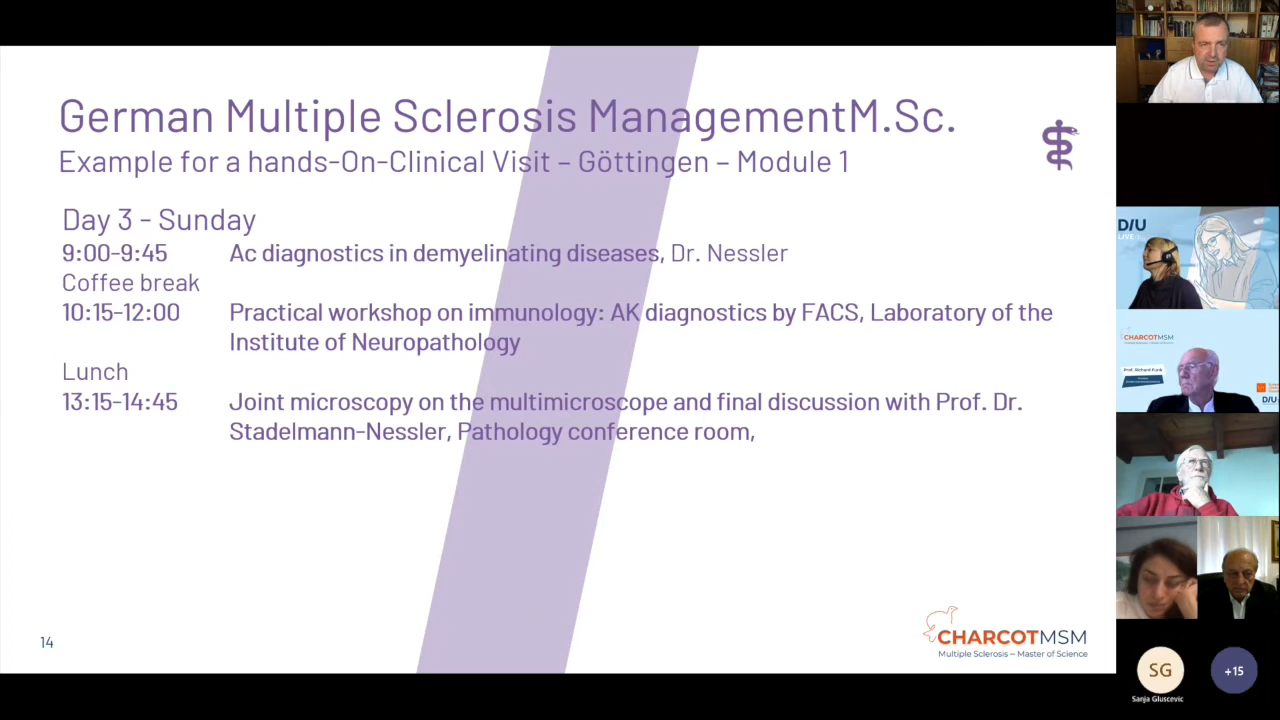 German Multiple Sclerosis ManagementM.Sc.
Example for a hands-On-Clinical Visit – Göttingen – Module 1
Day 3 - Sunday
9:00-9:45 Ac diagnostics in demyelinating diseases, Dr. Nessler
Coffee break
10:15-12:00 Practical workshop on immunology: AK diagnostics by FACS, Laboratory of the
Institute of Neuropathology
Lunch
13:15-14:45 Joint microscopy on the multimicroscope and final discussion with Prof. Dr.
Stadelmann-Nessler, Pathology conference room,
14
CHARCOTMSM
Multiple Sclerosis – Master of Science
D/U
LIVE
CHARCOTMSM
Prof. Richard Funk
D/U
SG
Sanja Gluscevic
+15